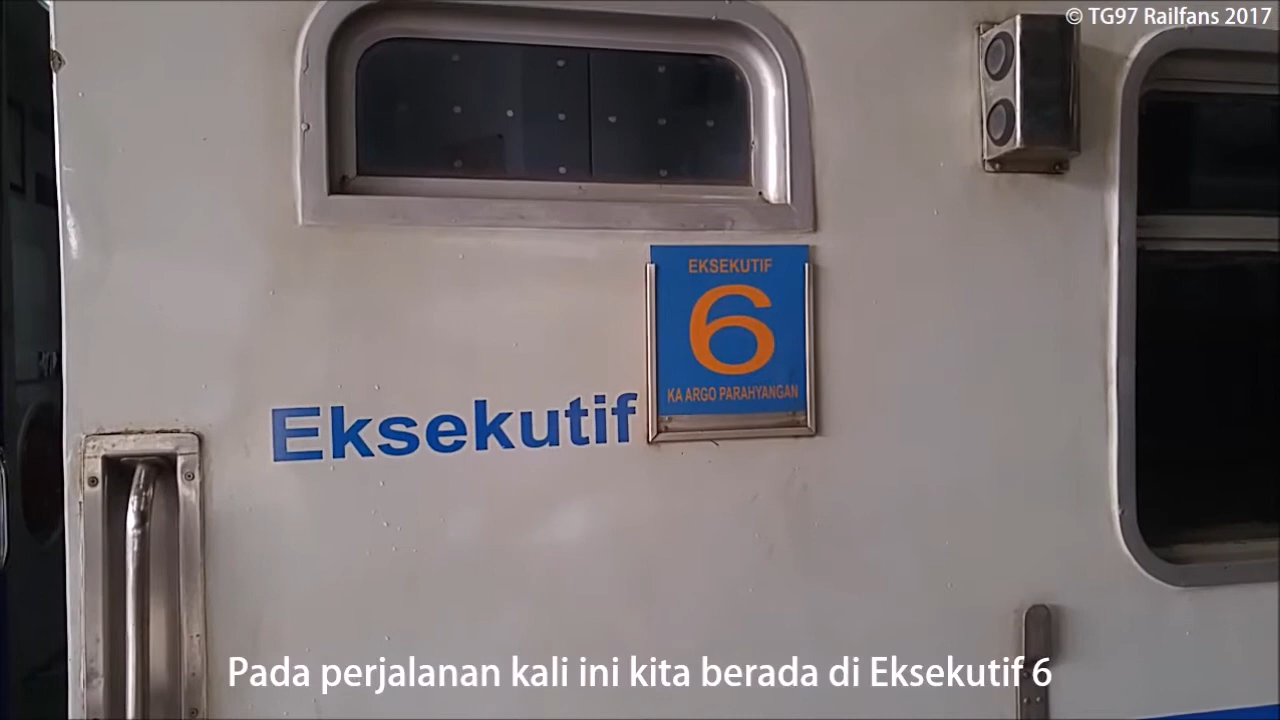 © TG97 Railfans 2017
EKSEKUTIF
6
KA ARGO PARAHYANGAN
Eksekutif
Pada perjalanan kali ini kita berada di Eksekutif 6